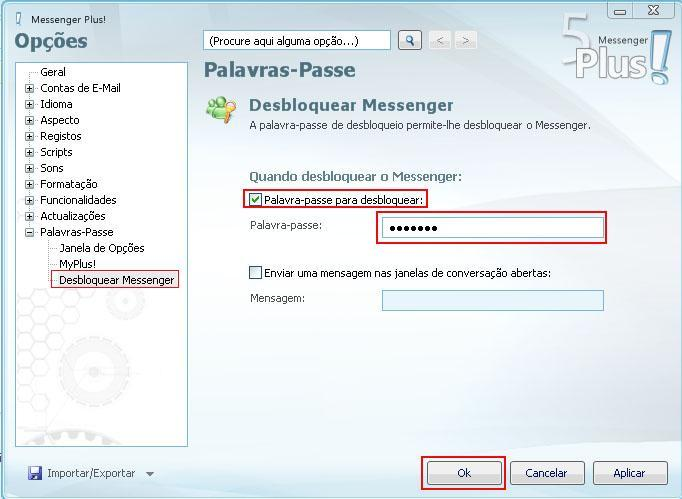 Messenger Plus!
Opções
(Procure aqui alguma opção...)
<
>
5
Messenger
Plus!
Geral
Contas de E-Mail
Idioma
Aspecto
Registos
Scripts
Sons
Formatação
Funcionalidades
Actualizações
Palavras-Passe
Janela de Opções
MyPlus!
Desbloquear Messenger
Palavras-Passe
Desbloquear Messenger
A palavra-passe de desbloqueio permite-lhe desbloquear o Messenger.
Quando desbloquear o Messenger:
Palavra-passe para desbloquear:
Palavra-passe:
●●●●●●●
Enviar uma mensagem nas janelas de conversação abertas:
Mensagem:
Importar/Exportar
Ok
Cancelar
Aplicar